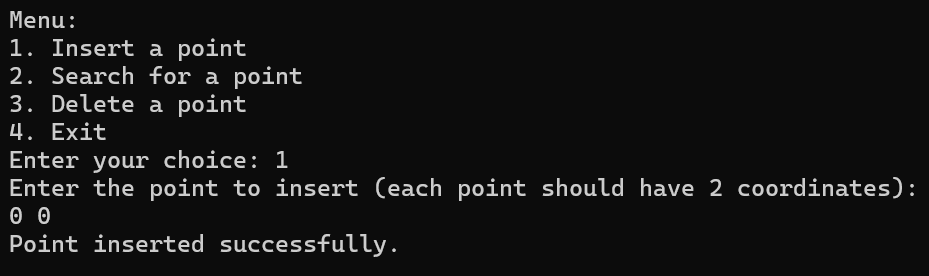 Menu:
1. Insert a point
2. Search for a point
3. Delete a point
4. Exit
Enter your choice: 1
Enter the point to insert (each point should have 2 coordinates):
0 0
Point inserted successfully.